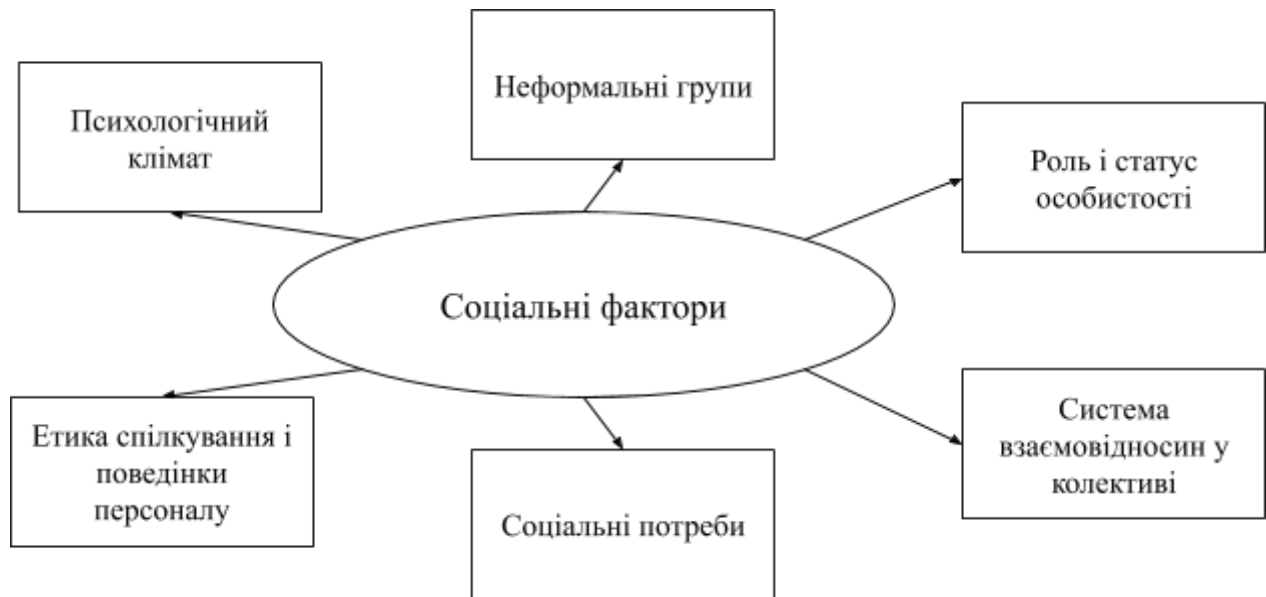 Неформальні групи
Психологічний
клімат
Роль і статус
особистості
Соціальні фактори
Етика спілкування і
поведінки
персоналу
Соціальні потреби
Система
взаємовідносин у
колективі